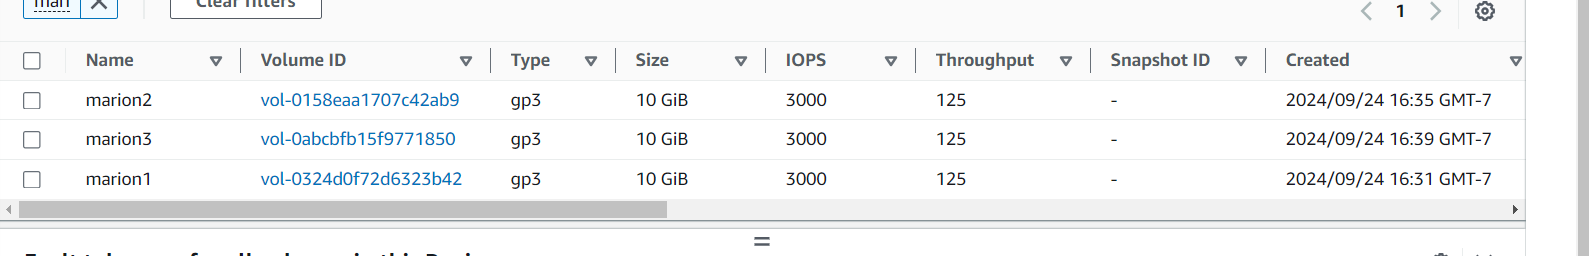 mari
Clear filters
1
Name Volume ID Type Size IOPS Throughput Snapshot ID Created
marion2 vol-0158eaa1707c42ab9 gp3 10 GiB 3000 125 - 2024/09/24 16:35 GMT-7
marion3 vol-0abcbfb15f9771850 gp3 10 GiB 3000 125 - 2024/09/24 16:39 GMT-7
marion1 vol-0324d0f72d6323b42 gp3 10 GiB 3000 125 - 2024/09/24 16:31 GMT-7